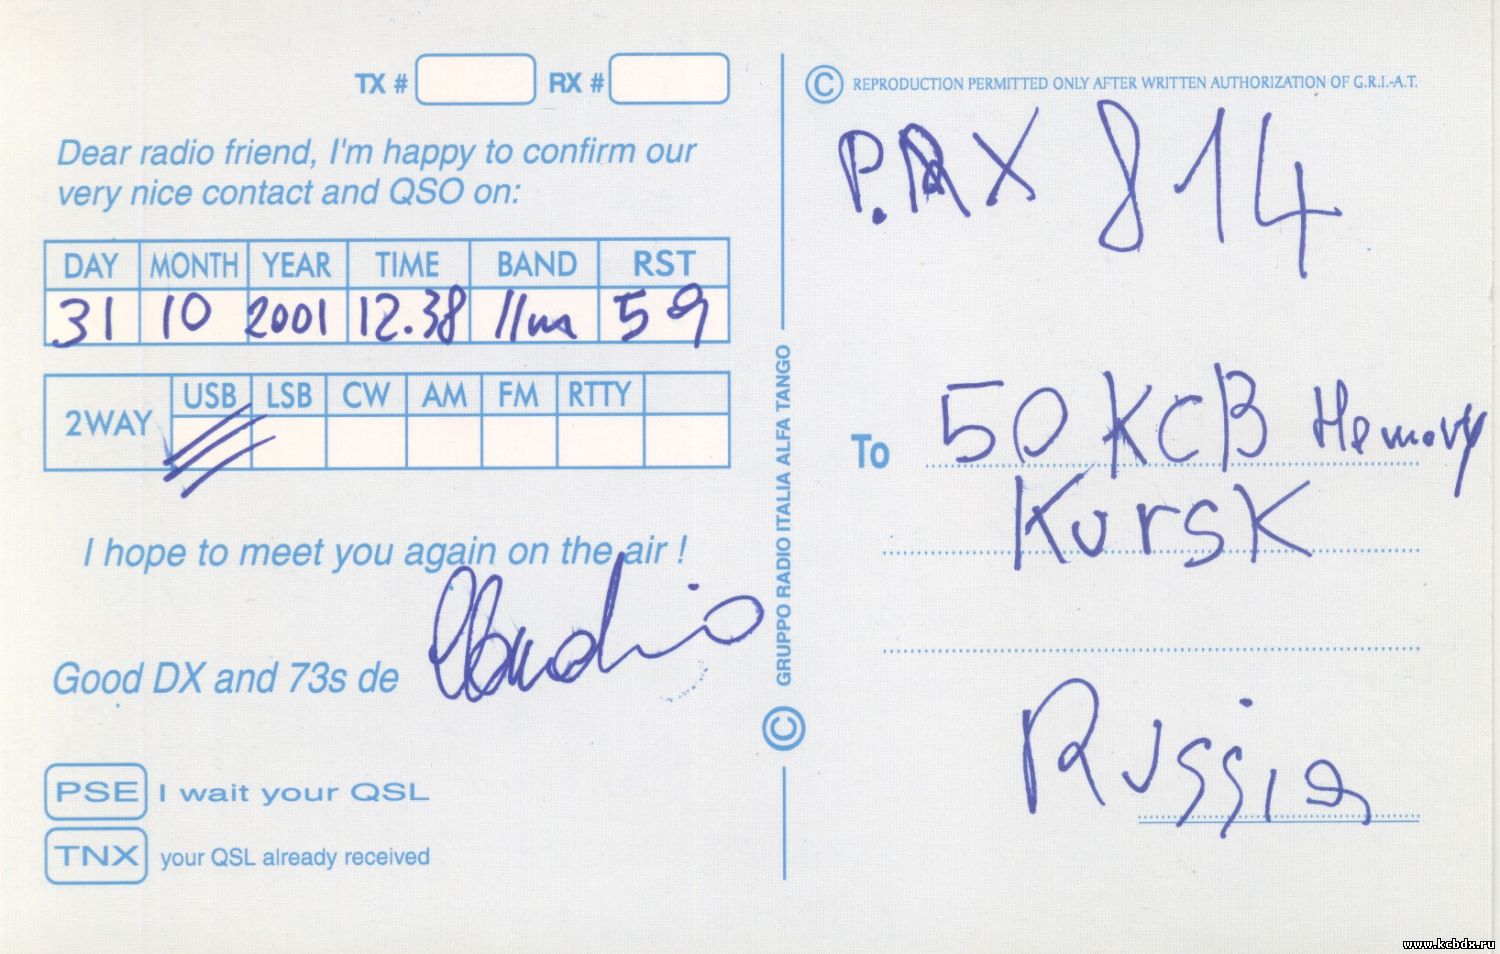 TX # RX #
Dear radio friend, I'm happy to confirm our
very nice contact and QSO on:
DAY MONTH YEAR TIME BAND RST
31 10 2001 12.38 11m 59
2WAY USB LSB CW AM FM RTTY
I hope to meet you again on the air !
Good DX and 73s de Claudio
PSE I wait your QSL
TNX your QSL already received
© GRUPPO RADIO ITALIA ALFA TANGO
© REPRODUCTION PERMITTED ONLY AFTER WRITTEN AUTHORIZATION OF G.R.I.-A.T.
814
To 50 KCB Memory
Kursk
Russia
www.kcbdx.ru